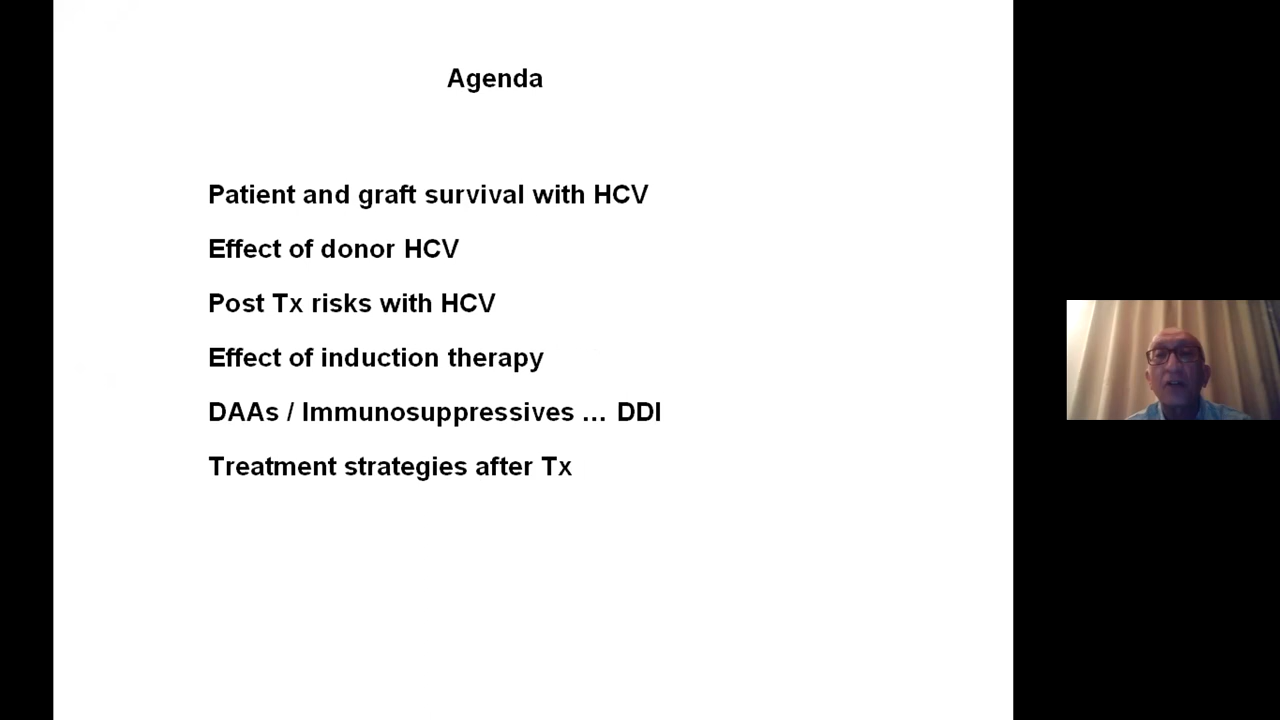 Agenda
Patient and graft survival with HCV
Effect of donor HCV
Post Tx risks with HCV
Effect of induction therapy
DAAs / Immunosuppressives ... DDI
Treatment strategies after Tx